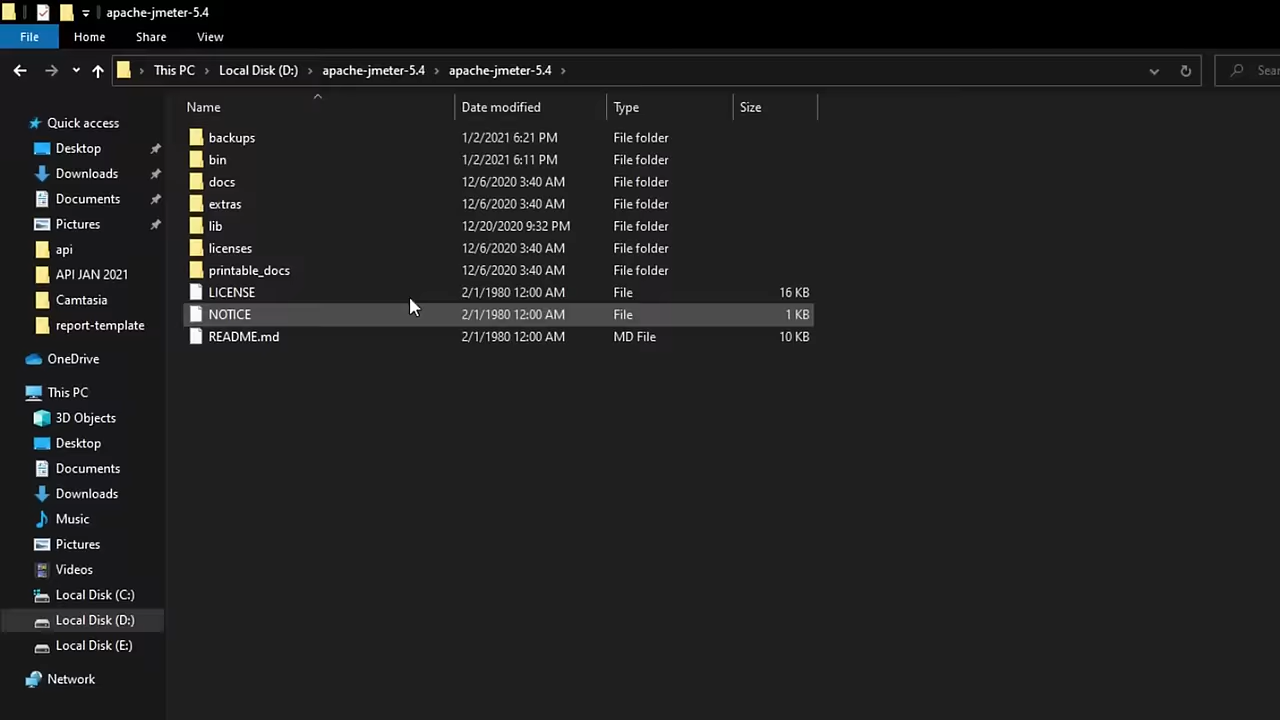 apache-jmeter-5.4
File Home Share View
This PC Local Disk (D:) apache-jmeter-5.4 apache-jmeter-5.4
Name Date modified Type Size
backups 1/2/2021 6:21 PM File folder
bin 1/2/2021 6:11 PM File folder
docs 12/6/2020 3:40 AM File folder
extras 12/6/2020 3:40 AM File folder
lib 12/20/2020 9:32 PM File folder
licenses 12/6/2020 3:40 AM File folder
printable_docs 12/6/2020 3:40 AM File folder
LICENSE 2/1/1980 12:00 AM File 16 KB
NOTICE 2/1/1980 12:00 AM File 1 KB
README.md 2/1/1980 12:00 AM MD File 10 KB
Quick access
Desktop
Downloads
Documents
Pictures
api
API JAN 2021
Camtasia
report-template
OneDrive
This PC
3D Objects
Desktop
Documents
Downloads
Music
Pictures
Videos
Local Disk (C:)
Local Disk (D:)
Local Disk (E:)
Network